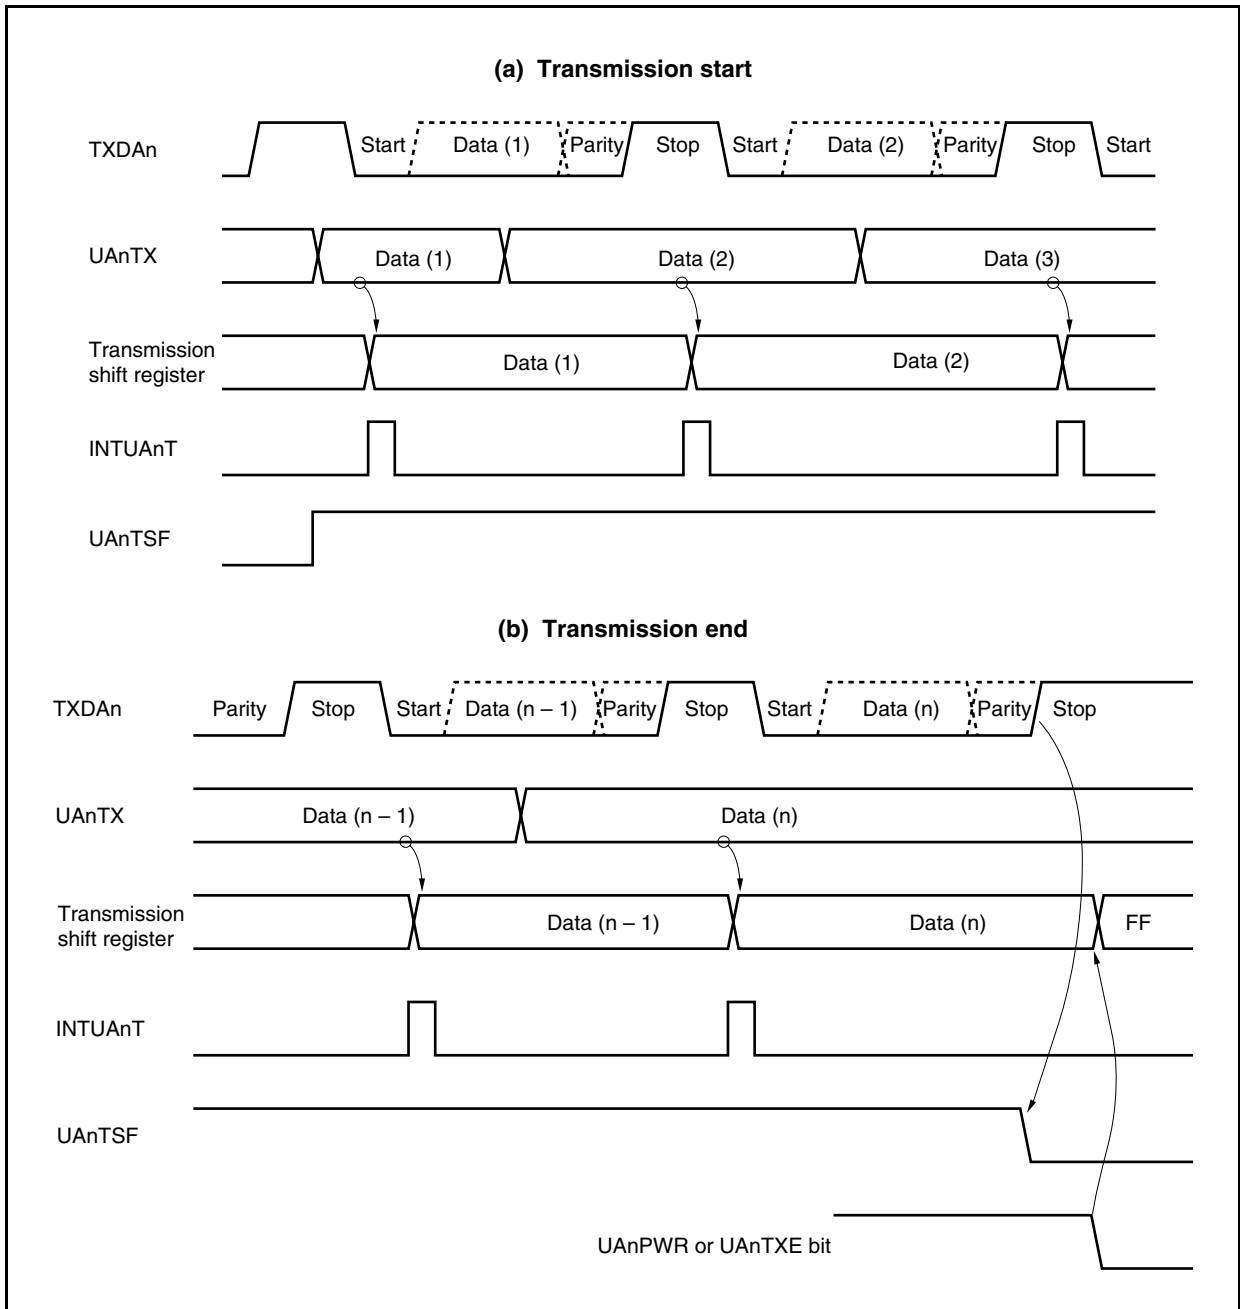 (a) Transmission start
TXDAn
Start Data (1) Parity Stop Start Data (2) Parity Stop Start
UAnTX
Data (1) Data (2) Data (3)
Transmission
shift register
Data (1) Data (2)
INTUAnT
UAnTSF
(b) Transmission end
TXDAn
Parity Stop Start Data (n – 1) Parity Stop Start Data (n) Parity Stop
UAnTX
Data (n – 1) Data (n)
Transmission
shift register
Data (n – 1) Data (n) FF
INTUAnT
UAnTSF
UAnPWR or UAnTXE bit